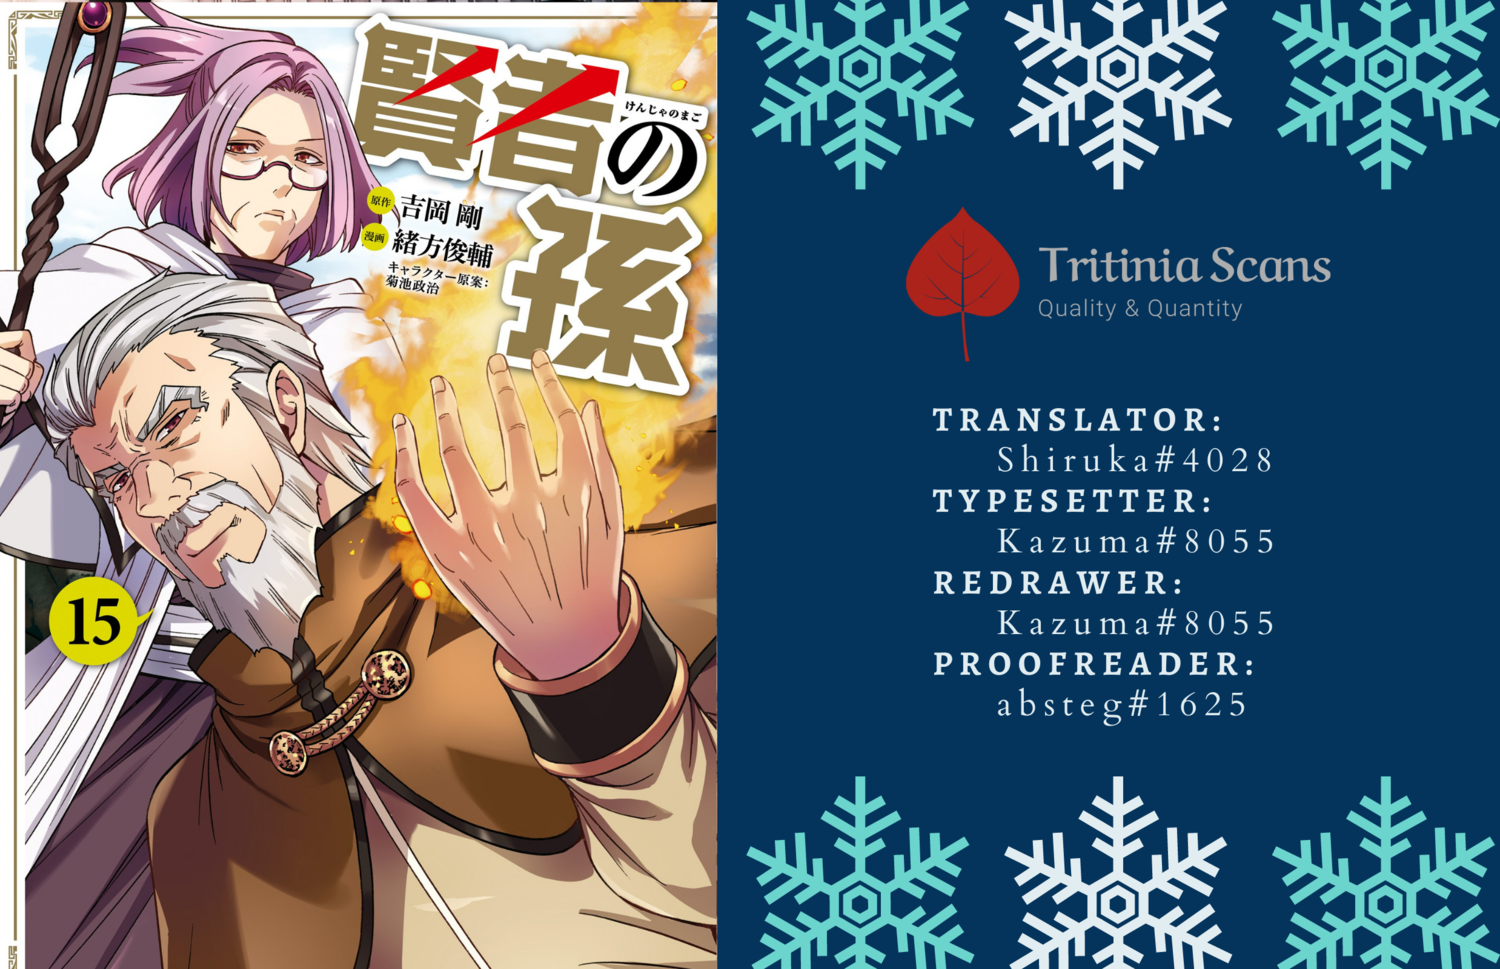 賢者の孫
けんじゃのまご
原作 吉岡 剛
漫画 緒方俊輔
キャラクター原案:
菊池政治
15
Tritinia Scans
Quality & Quantity
TRANSLATOR:
Shiruka#4028
TYPESETTER:
Kazuma#8055
REDRAWER:
Kazuma#8055
PROOFREADER:
absteg#1625